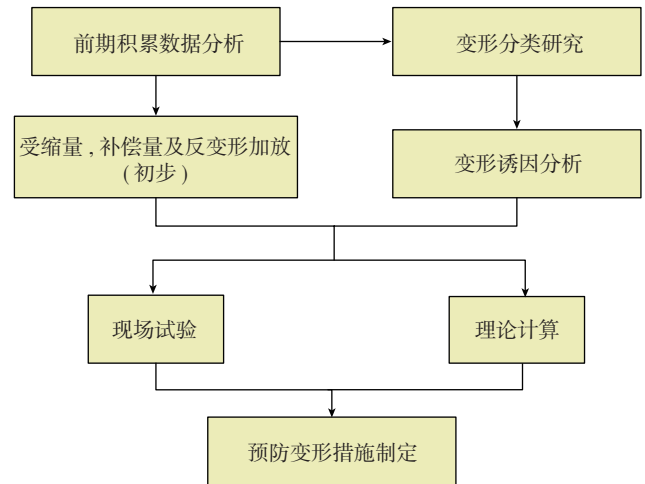 前期积累数据分析
变形分类研究
受缩量,补偿量及反变形加放
(初步)
变形诱因分析
现场试验
理论计算
预防变形措施制定